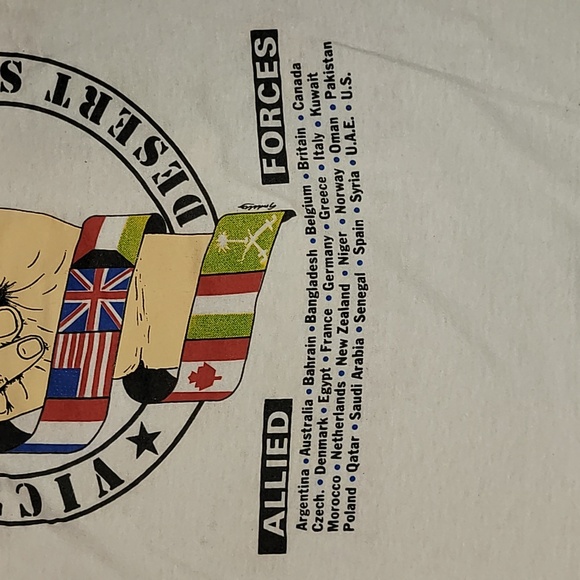 DESERT S
VIC
ALLIED FORCES
Argentina • Australia • Bahrain • Bangladesh • Belgium • Britain • Canada
Czech. • Denmark • Egypt • France • Germany • Greece • Italy • Kuwait
Morocco • Netherlands • New Zealand • Niger • Norway • Oman • Pakistan
Poland • Qatar • Saudi Arabia • Senegal • Spain • Syria • U.A.E. • U.S.